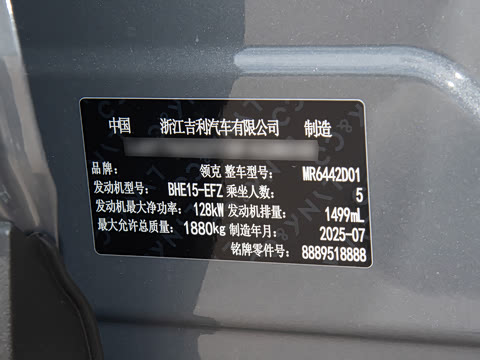 中国 浙江吉利汽车有限公司 制造
品牌: 领克 整车型号: MR6442D01
发动机型号: BHE15-EFZ 乘坐人数: 5
发动机最大净功率: 128kW 发动机排量: 1499mL
最大允许总质量: 1880kg 制造年月: 2025-07
铭牌零件号: 8889518888